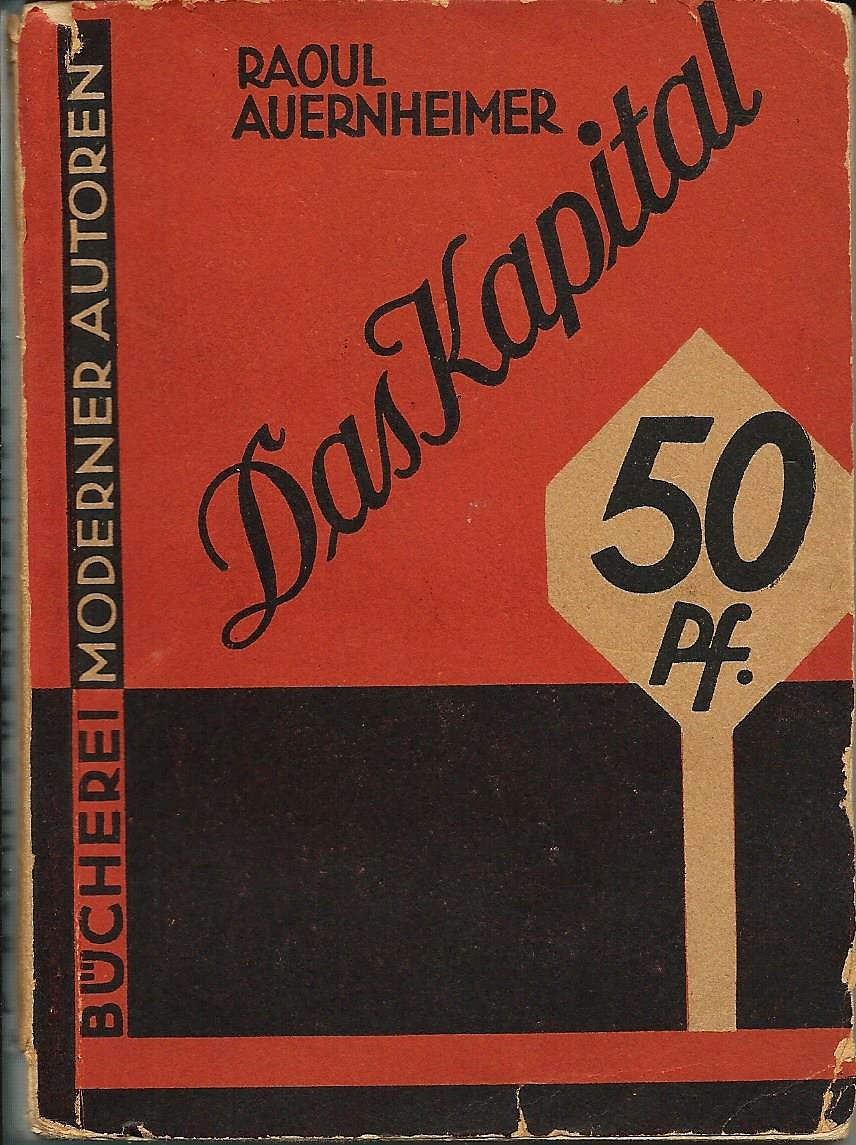 RAOUL
AUERNHEIMER
Das Kapital
50
Pf.
BÜCHEREI MODERNER AUTOREN